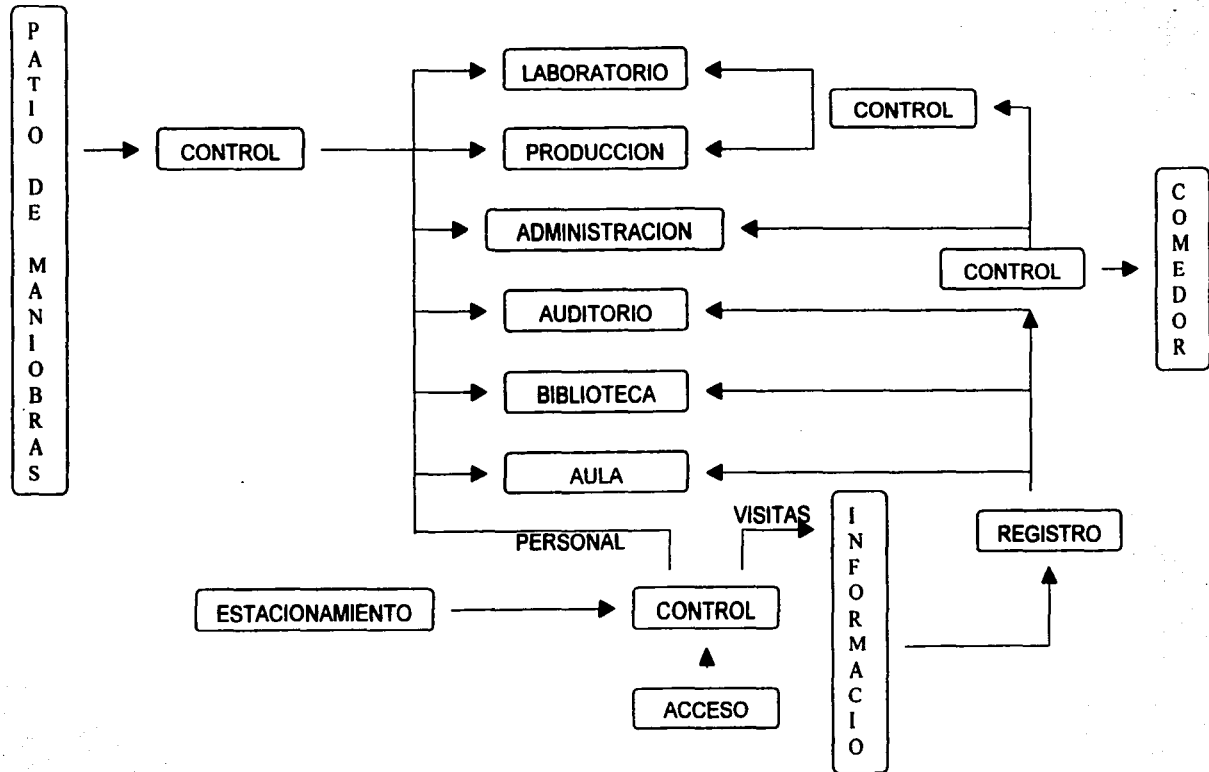 PATIO DE MANIOBRAS
LABORATORIO
CONTROL
CONTROL
PRODUCCION
ADMINISTRACION
CONTROL
COMEDOR
AUDITORIO
BIBLIOTECA
AULA
VISITAS
PERSONAL
INFORMACIO
REGISTRO
ESTACIONAMIENTO
CONTROL
ACCESO